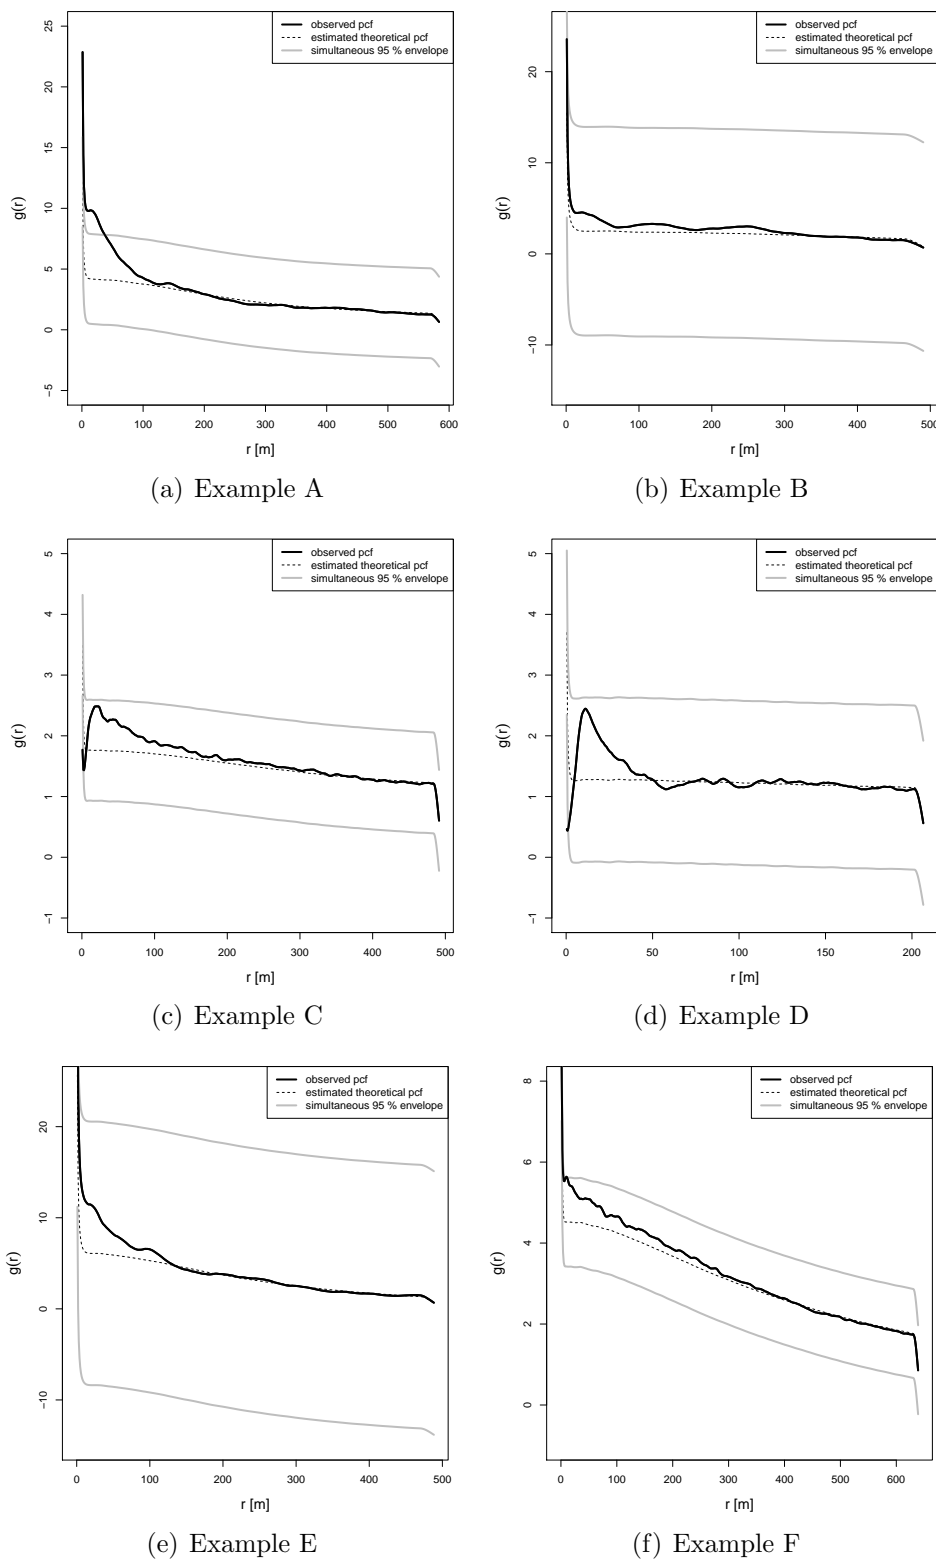 observed pcf
estimated theoretical pcf
simultaneous 95 % envelope
25
20
15
10
5
0
−5
g(r)
0 100 200 300 400 500 600
r [m]
(a) Example A
observed pcf
estimated theoretical pcf
simultaneous 95 % envelope
20
10
0
−10
g(r)
0 100 200 300 400 500
r [m]
(b) Example B
observed pcf
estimated theoretical pcf
simultaneous 95 % envelope
5
4
3
2
1
0
−1
g(r)
0 100 200 300 400 500
r [m]
(c) Example C
observed pcf
estimated theoretical pcf
simultaneous 95 % envelope
5
4
3
2
1
0
−1
g(r)
0 50 100 150 200
r [m]
(d) Example D
observed pcf
estimated theoretical pcf
simultaneous 95 % envelope
20
10
0
−10
g(r)
0 100 200 300 400 500
r [m]
(e) Example E
observed pcf
estimated theoretical pcf
simultaneous 95 % envelope
8
6
4
2
0
g(r)
0 100 200 300 400 500 600
r [m]
(f) Example F